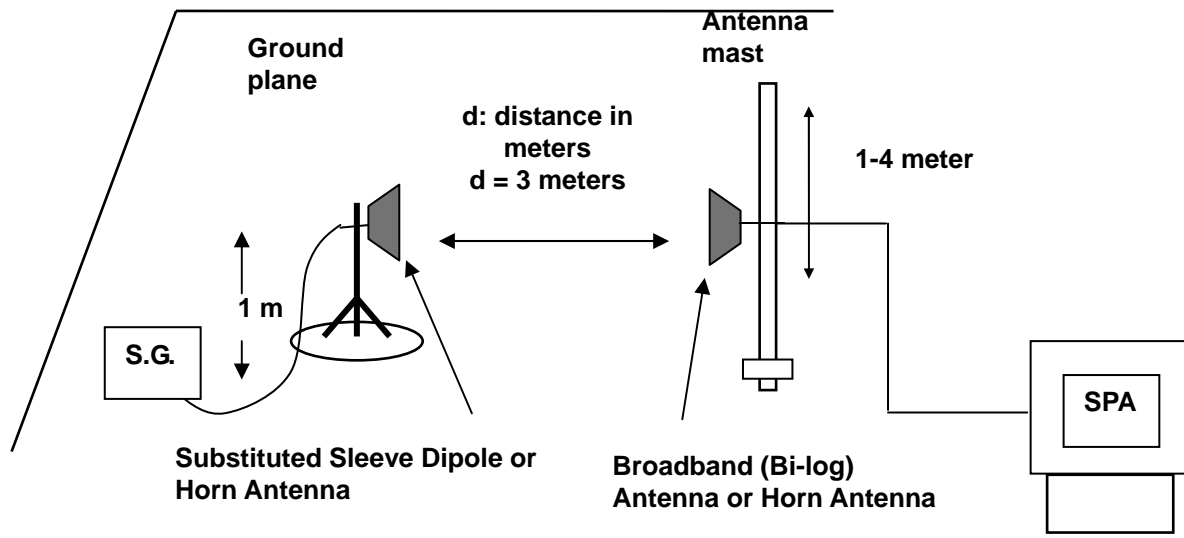 Antenna
mast
Ground
plane
d: distance in
meters
d = 3 meters
1-4 meter
1 m
S.G.
SPA
Substituted Sleeve Dipole or
Horn Antenna
Broadband (Bi-log)
Antenna or Horn Antenna